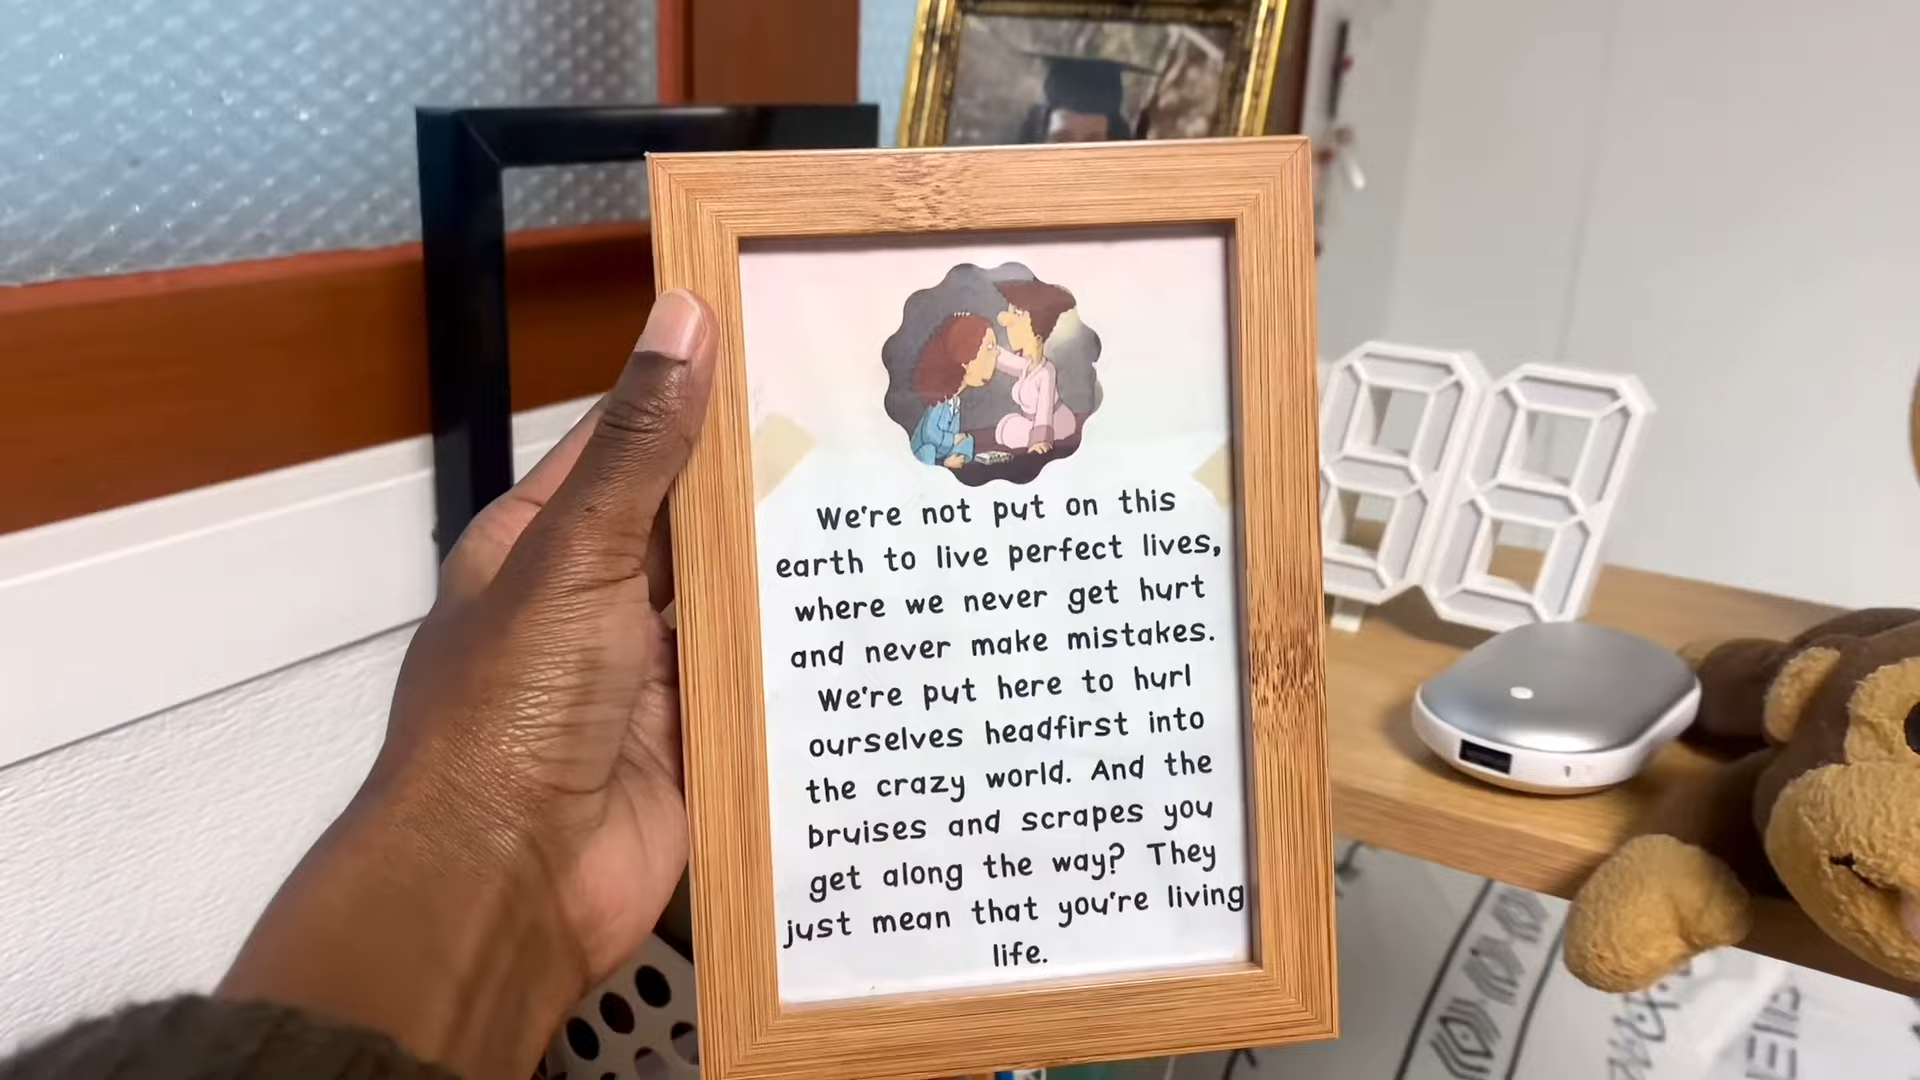 We're not put on this
earth to live perfect lives,
where we never get hurt
and never make mistakes.
We're put here to hurl
ourselves headfirst into
the crazy world. And the
bruises and scrapes you
get along the way? They
just mean that you're living
life.